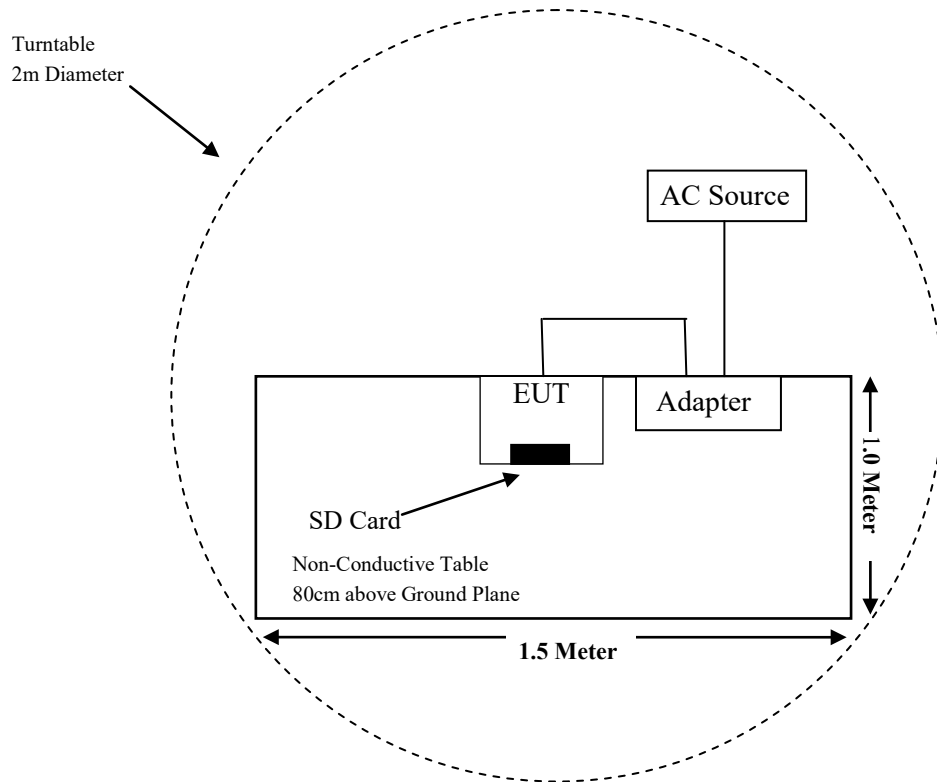 Turntable
2m Diameter
AC Source
EUT
Adapter
1.0 Meter
SD Card
Non-Conductive Table
80cm above Ground Plane
1.5 Meter